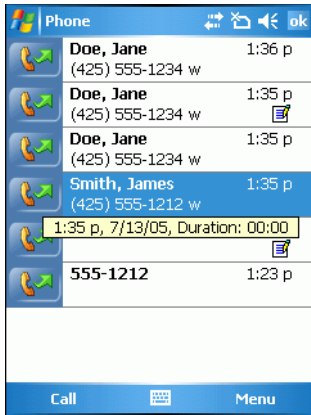 Phone ok
Doe, Jane 1:36 p
(425) 555-1234 w
Doe, Jane 1:35 p
(425) 555-1234 w
Doe, Jane 1:35 p
(425) 555-1234 w
Smith, James 1:35 p
(425) 555-1212 w
1:35 p, 7/13/05, Duration: 00:00
555-1212 1:23 p
Call Menu